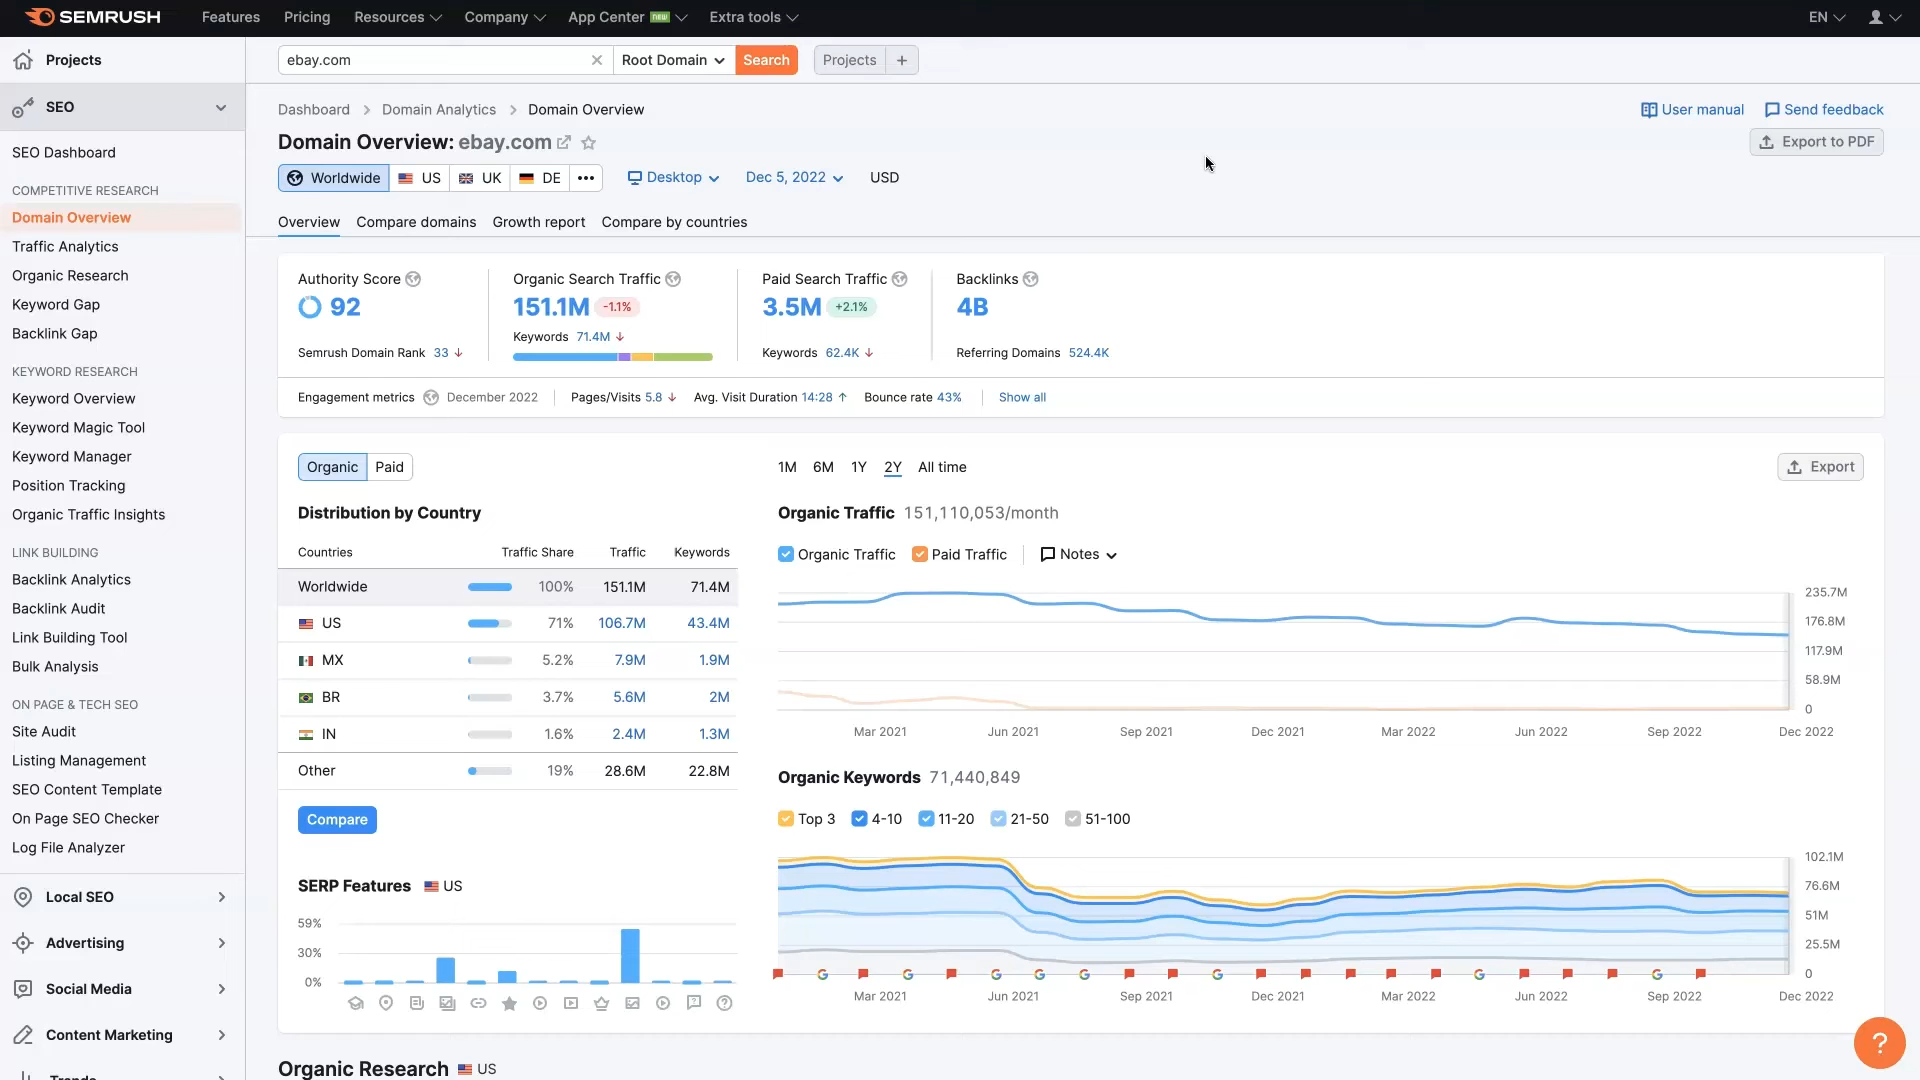 SEMRUSH
Features Pricing Resources Company App Center NEW Extra tools EN
Projects
SEO
SEO Dashboard
COMPETITIVE RESEARCH
Domain Overview
Traffic Analytics
Organic Research
Keyword Gap
Backlink Gap
KEYWORD RESEARCH
Keyword Overview
Keyword Magic Tool
Keyword Manager
Position Tracking
Organic Traffic Insights
LINK BUILDING
Backlink Analytics
Backlink Audit
Link Building Tool
Bulk Analysis
ON PAGE & TECH SEO
Site Audit
Listing Management
SEO Content Template
On Page SEO Checker
Log File Analyzer
Local SEO
Advertising
Social Media
Content Marketing
Trends
ebay.com Root Domain Search Projects +
Dashboard Domain Analytics Domain Overview
User manual Send feedback
Domain Overview: ebay.com
Export to PDF
Worldwide US UK DE ••• Desktop Dec 5, 2022 USD
Overview Compare domains Growth report Compare by countries
Authority Score
92
Semrush Domain Rank 33
Organic Search Traffic
151.1M -1.1%
Keywords 71.4M
Paid Search Traffic
3.5M +2.1%
Keywords 62.4K
Backlinks
4B
Referring Domains 524.4K
Engagement metrics December 2022 Pages/Visits 5.8 Avg. Visit Duration 14:28 Bounce rate 43% Show all
Organic Paid
Distribution by Country
Countries Traffic Share Traffic Keywords
Worldwide 100% 151.1M 71.4M
US 71% 106.7M 43.4M
MX 5.2% 7.9M 1.9M
BR 3.7% 5.6M 2M
IN 1.6% 2.4M 1.3M
Other 19% 28.6M 22.8M
Compare
SERP Features US
59%
30%
0%
1M 6M 1Y 2Y All time
Export
Organic Traffic 151,110,053/month
Organic Traffic Paid Traffic Notes
235.7M
176.8M
117.9M
58.9M
0
Mar 2021 Jun 2021 Sep 2021 Dec 2021 Mar 2022 Jun 2022 Sep 2022 Dec 2022
Organic Keywords 71,440,849
Top 3 4-10 11-20 21-50 51-100
102.1M
76.6M
51M
25.5M
0
Mar 2021 Jun 2021 Sep 2021 Dec 2021 Mar 2022 Jun 2022 Sep 2022 Dec 2022
Organic Research US
?